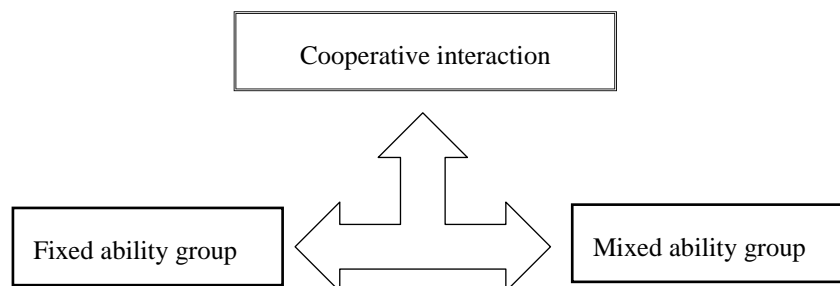 Cooperative interaction
Fixed ability group
Mixed ability group